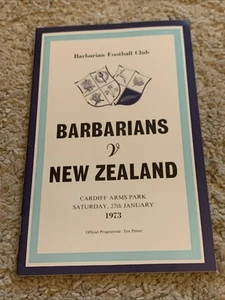 Barbarian Football Club
BARBARIANS
v
NEW ZEALAND
CARDIFF ARMS PARK
SATURDAY, 27th JANUARY
1973
Official Programme: Ten Pence